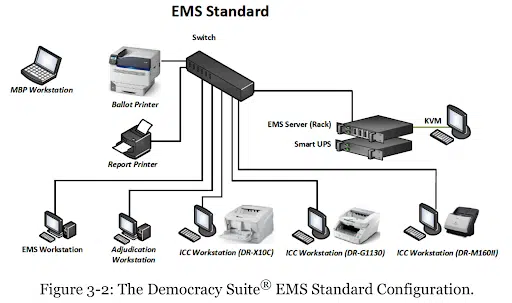 EMS Standard
Switch
MBP Workstation
Ballot Printer
EMS Server (Rack)
KVM
Smart UPS
Report Printer
EMS Workstation
Adjudication
Workstation
ICC Workstation (DR-X10C)
ICC Workstation (DR-G1130)
ICC Workstation (DR-M160II)
Figure 3-2: The Democracy Suite® EMS Standard Configuration.